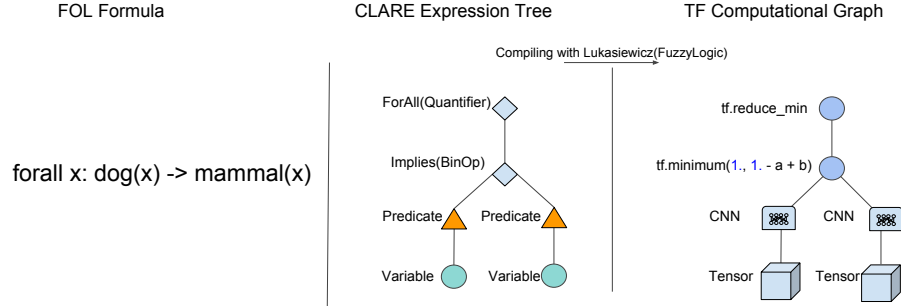 FOL Formula
CLARE Expression Tree
TF Computational Graph
Compiling with Lukasiewicz(FuzzyLogic)
ForAll(Quantifier)
tf.reduce_min
forall x: dog(x) -> mammal(x)
Implies(BinOp)
tf.minimum(1., 1. - a + b)
Predicate
Predicate
CNN
CNN
Variable
Variable
Tensor
Tensor